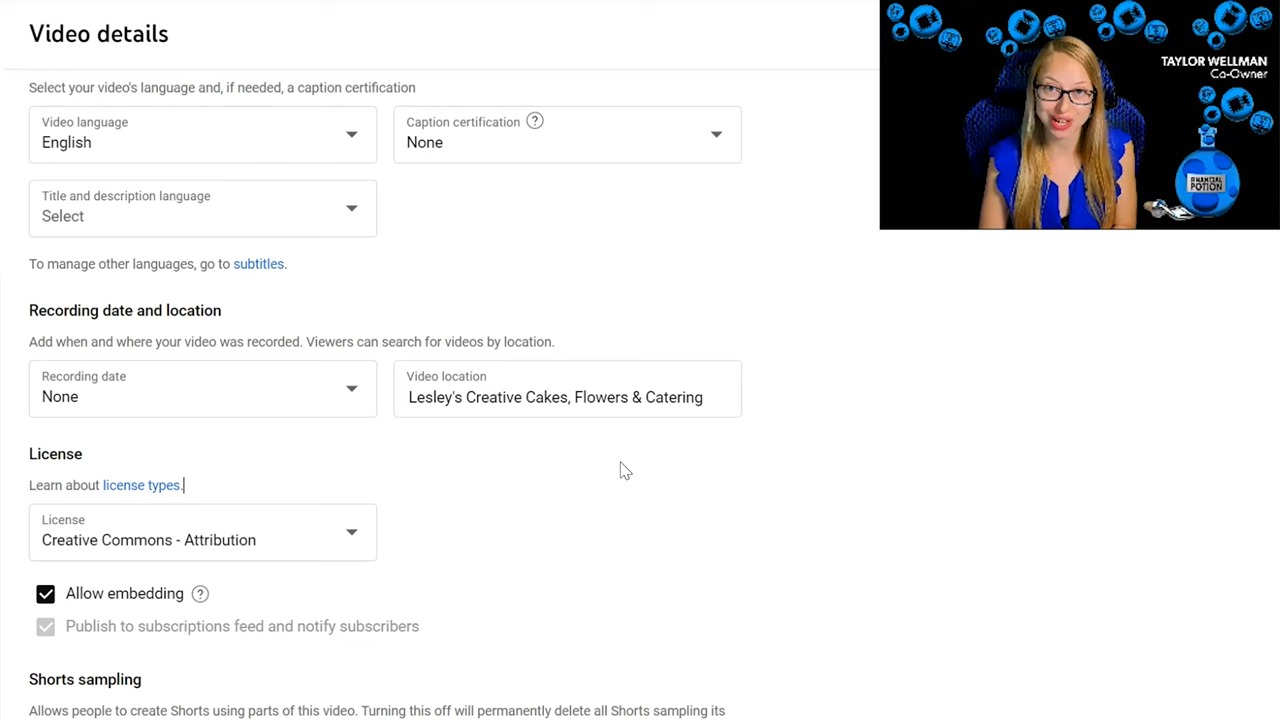 Video details
Select your video's language and, if needed, a caption certification
Video language
English
Caption certification ?
None
Title and description language
Select
To manage other languages, go to subtitles.
Recording date and location
Add when and where your video was recorded. Viewers can search for videos by location.
Recording date
None
Video location
Lesley's Creative Cakes, Flowers & Catering
License
Learn about license types.
License
Creative Commons - Attribution
Allow embedding ?
Publish to subscriptions feed and notify subscribers
Shorts sampling
Allows people to create Shorts using parts of this video. Turning this off will permanently delete all Shorts sampling its
TAYLOR WELLMAN
Co-Owner
FINANCIAL
POTION